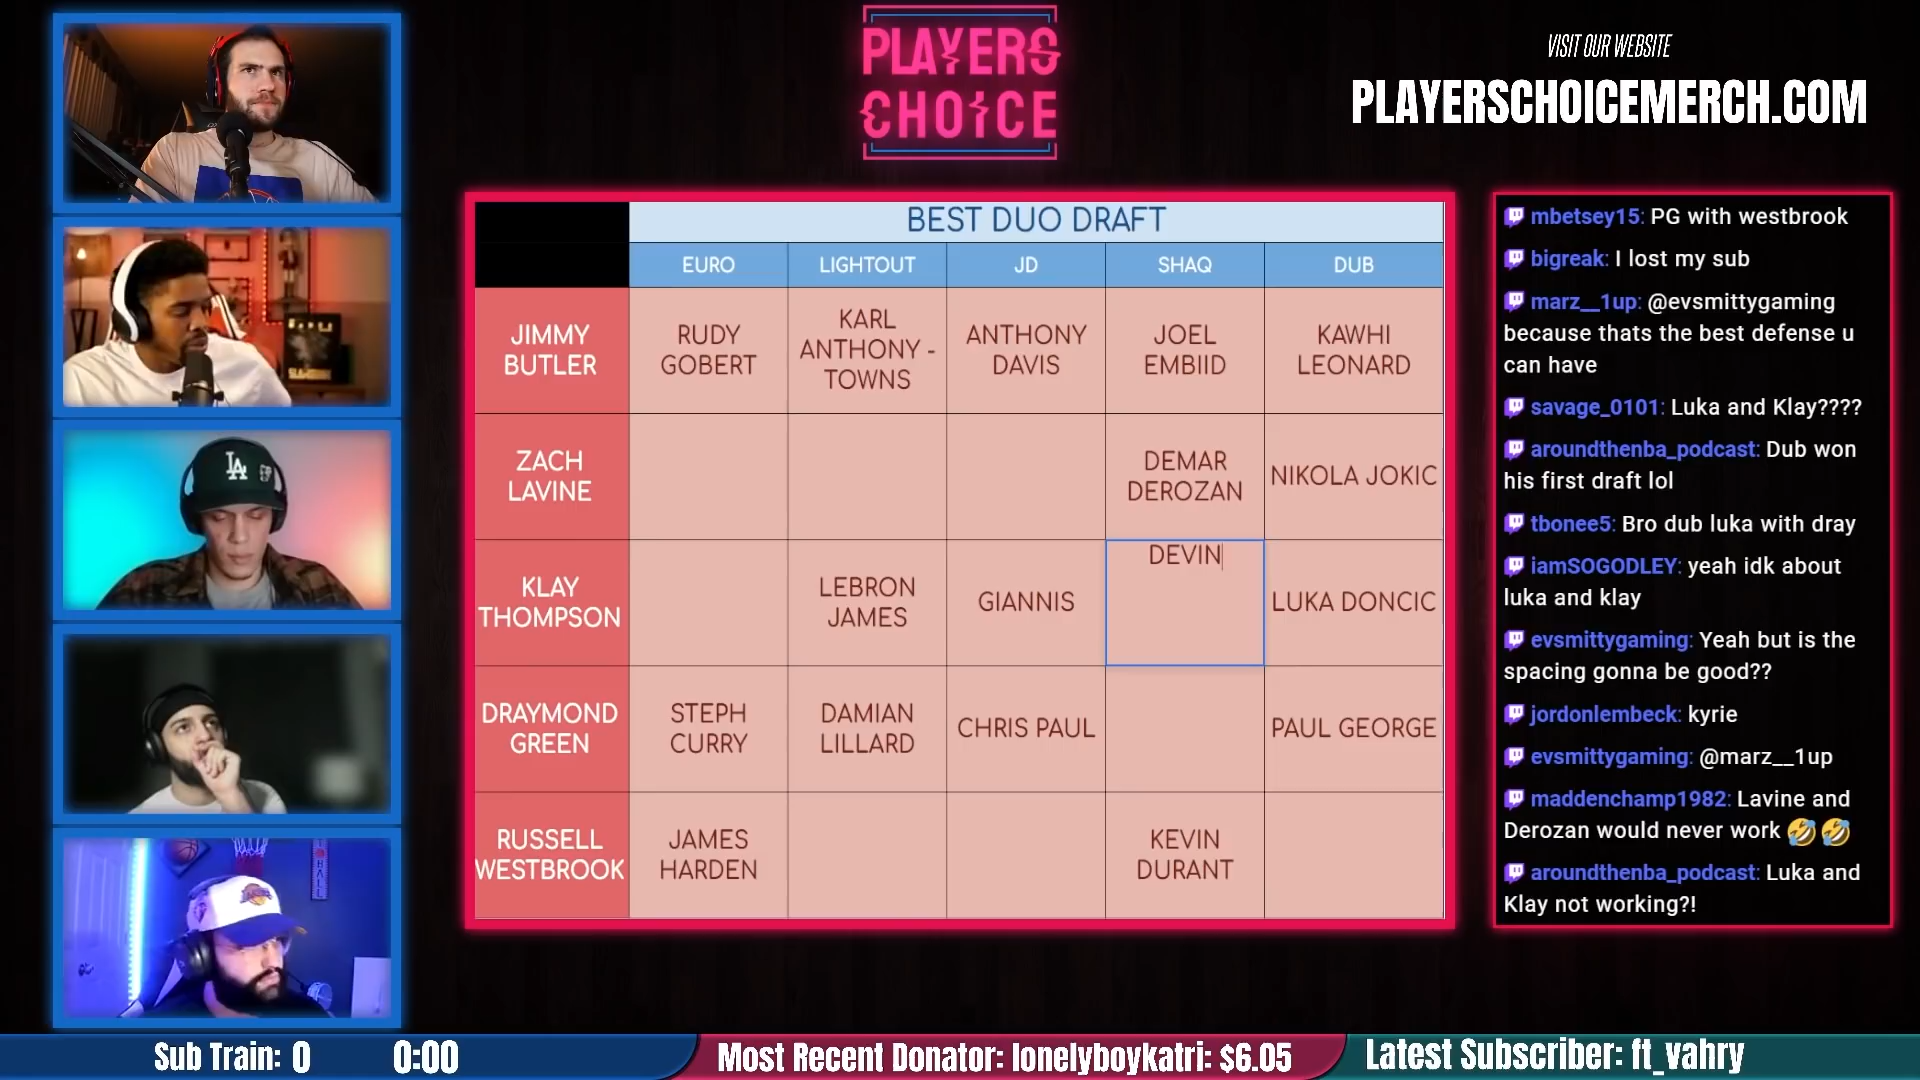 PLAYERS
CHOICE
VISIT OUR WEBSITE
PLAYERSCHOICEMERCH.COM
BEST DUO DRAFT
EURO
LIGHTOUT
JD
SHAQ
DUB
JIMMY
BUTLER
RUDY
GOBERT
KARL
ANTHONY -
TOWNS
ANTHONY
DAVIS
JOEL
EMBIID
KAWHI
LEONARD
ZACH
LAVINE
DEMAR
DEROZAN
NIKOLA JOKIC
KLAY
THOMPSON
LEBRON
JAMES
GIANNIS
DEVIN
LUKA DONCIC
DRAYMOND
GREEN
STEPH
CURRY
DAMIAN
LILLARD
CHRIS PAUL
PAUL GEORGE
RUSSELL
WESTBROOK
JAMES
HARDEN
KEVIN
DURANT
mbetsey15: PG with westbrook
bigreak: I lost my sub
marz__1up: @evsmittygaming
because thats the best defense u
can have
savage_0101: Luka and Klay????
aroundthenba_podcast: Dub won
his first draft lol
tbonee5: Bro dub luka with dray
iamSOGODLEY: yeah idk about
luka and klay
evsmittygaming: Yeah but is the
spacing gonna be good??
jordonlembeck: kyrie
evsmittygaming: @marz__1up
maddenchamp1982: Lavine and
Derozan would never work 🤣 🤣
aroundthenba_podcast: Luka and
Klay not working?!
LA
Sub Train: 0
0:00
Most Recent Donator: lonelyboykatri: $6.05
Latest Subscriber: ft_vahry